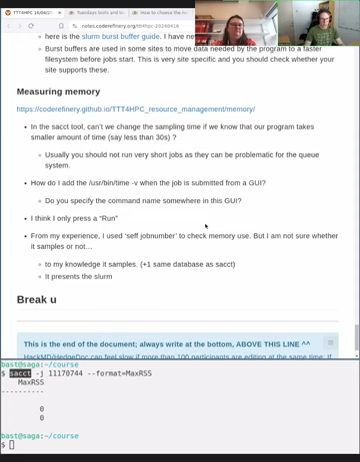 TTT4HPC 16/04/2
Tuesdays tools and te
How to choose the nu
notes.coderefinery.org/ttt4hpc-20240416
here is the slurm burst buffer guide. I have ne
Burst buffers are used in some sites to move data needed by the program to a faster
filesystem before jobs start. This is very site specific and you should check whether your
site supports these.
Measuring memory
https://coderefinery.github.io/TTT4HPC_resource_management/memory/
In the sacct tool, can't we change the sampling time if we know that our program takes
smaller amount of time (say less than 30s) ?
Usually you should not run very short jobs as they can be problematic for the queue
system.
How do I add the /usr/bin/time -v when the job is submitted from a GUI?
Do you specify the command name somewhere in this GUI?
I think I only press a "Run"
From my experience, I used 'seff jobnumber' to check memory use. But I am not sure whether
it samples or not…
to my knowledge it samples. (+1 same database as sacct)
It presents the slurm
Break u
This is the end of the document; always write at the bottom, ABOVE THIS LINE ^^
HackMD/HedgeDoc can feel slow if more than 100 participants are editing at the same time: If
bast@saga:~/course
$ sacct -j 11170744 --format=MaxRSS
MaxRSS
----------
0
0
bast@saga:~/course
$